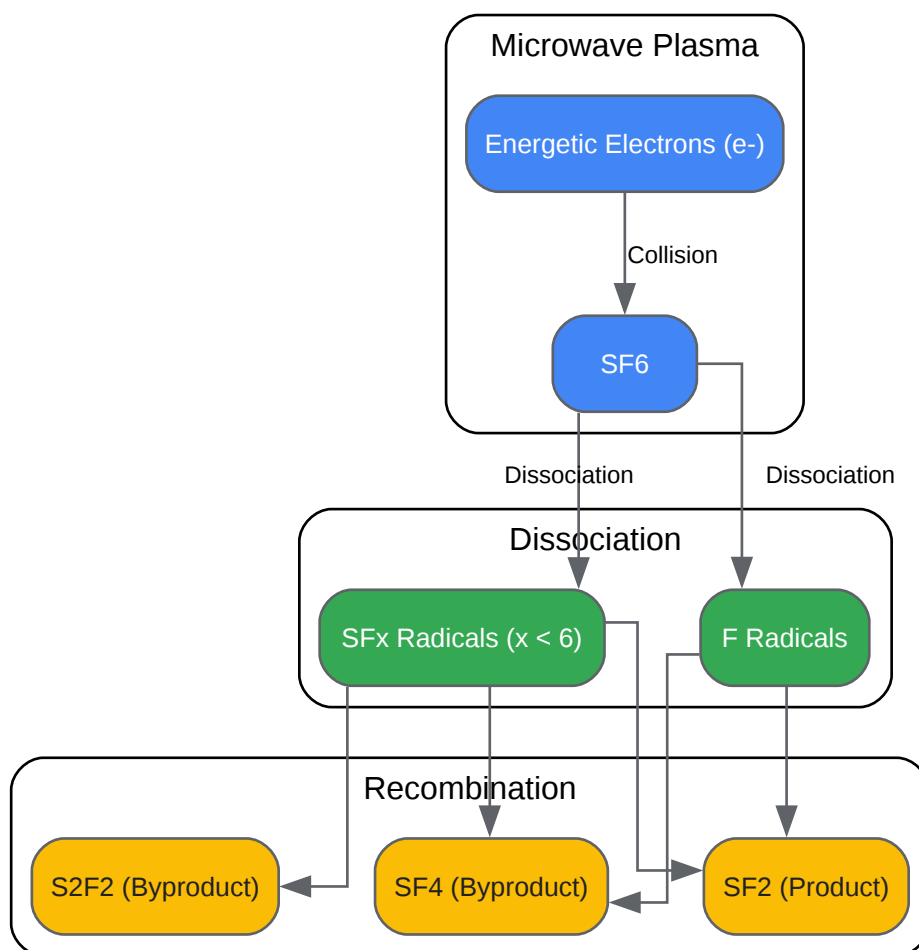 Microwave Plasma
Energetic Electrons (e-)
Collision
SF6
Dissociation
Dissociation
Dissociation
SFx Radicals (x < 6)
F Radicals
Recombination
S2F2 (Byproduct)
SF4 (Byproduct)
SF2 (Product)